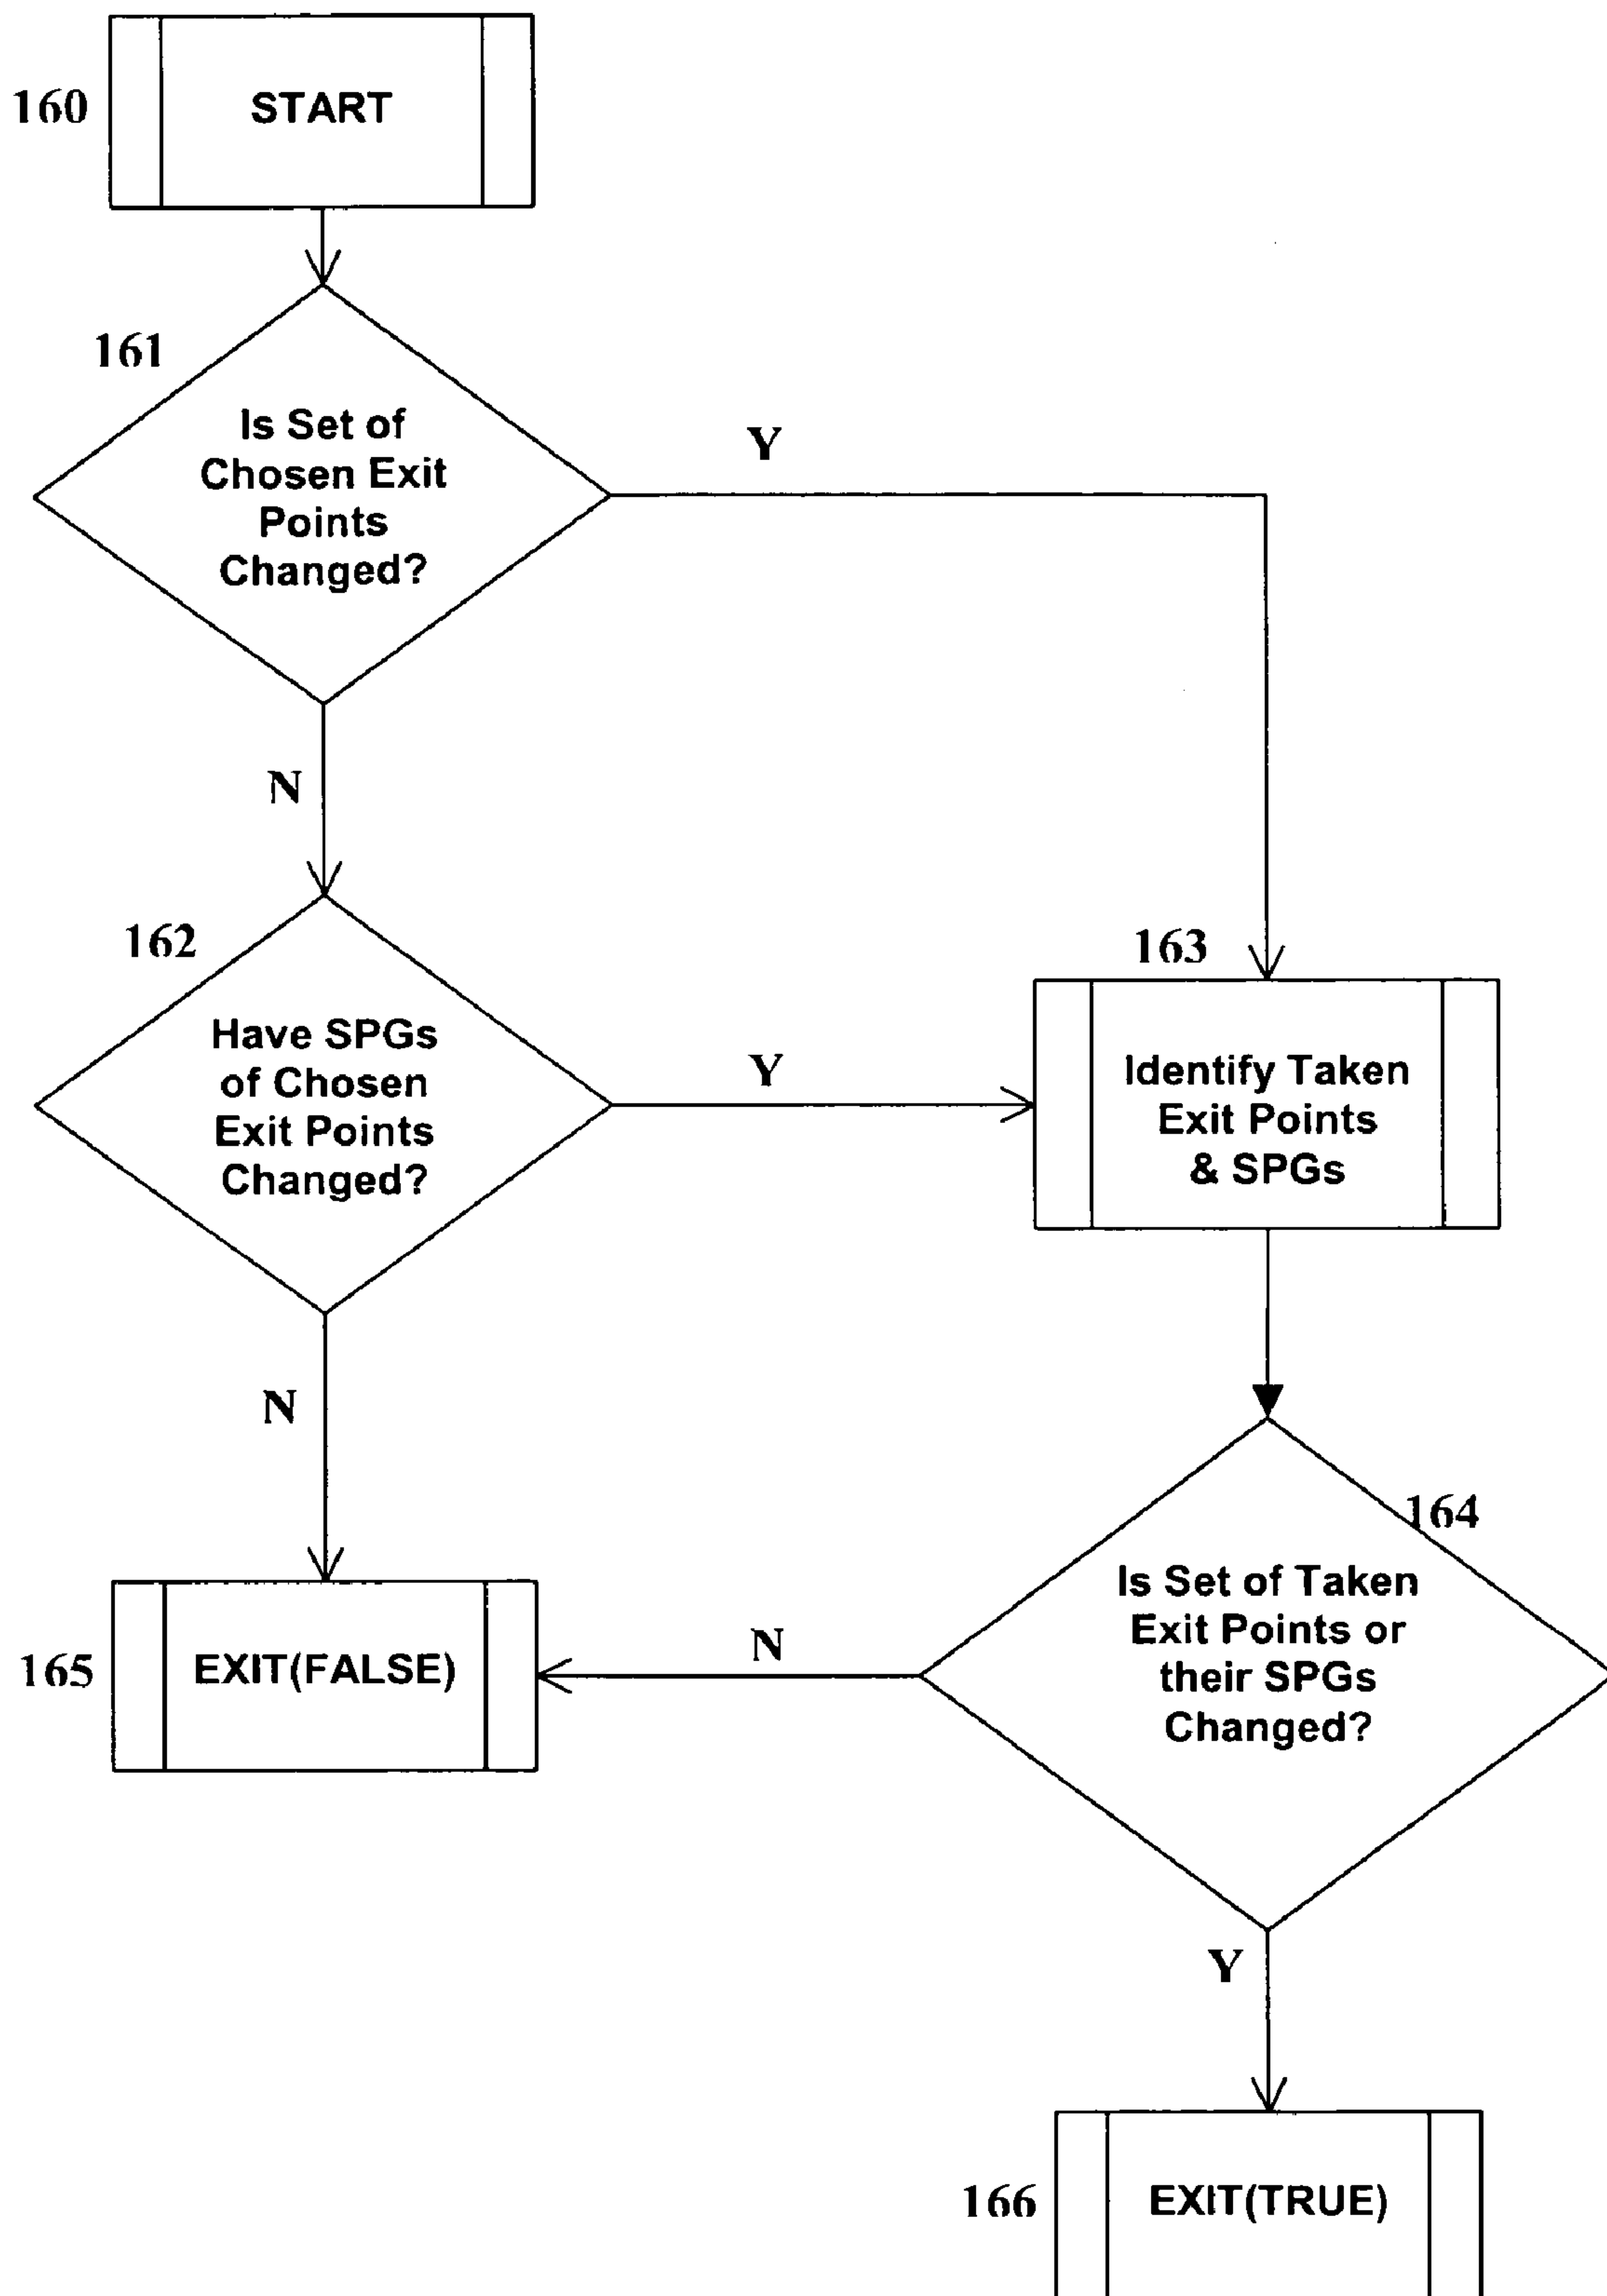 160
START
161
Is Set of
Chosen Exit
Points
Changed?
Y
N
162
Have SPGs
of Chosen
Exit Points
Changed?
Y
163
Identify Taken
Exit Points
& SPGs
N
164
Is Set of Taken
Exit Points or
their SPGs
Changed?
N
165
EXIT(FALSE)
Y
166
EXIT(TRUE)